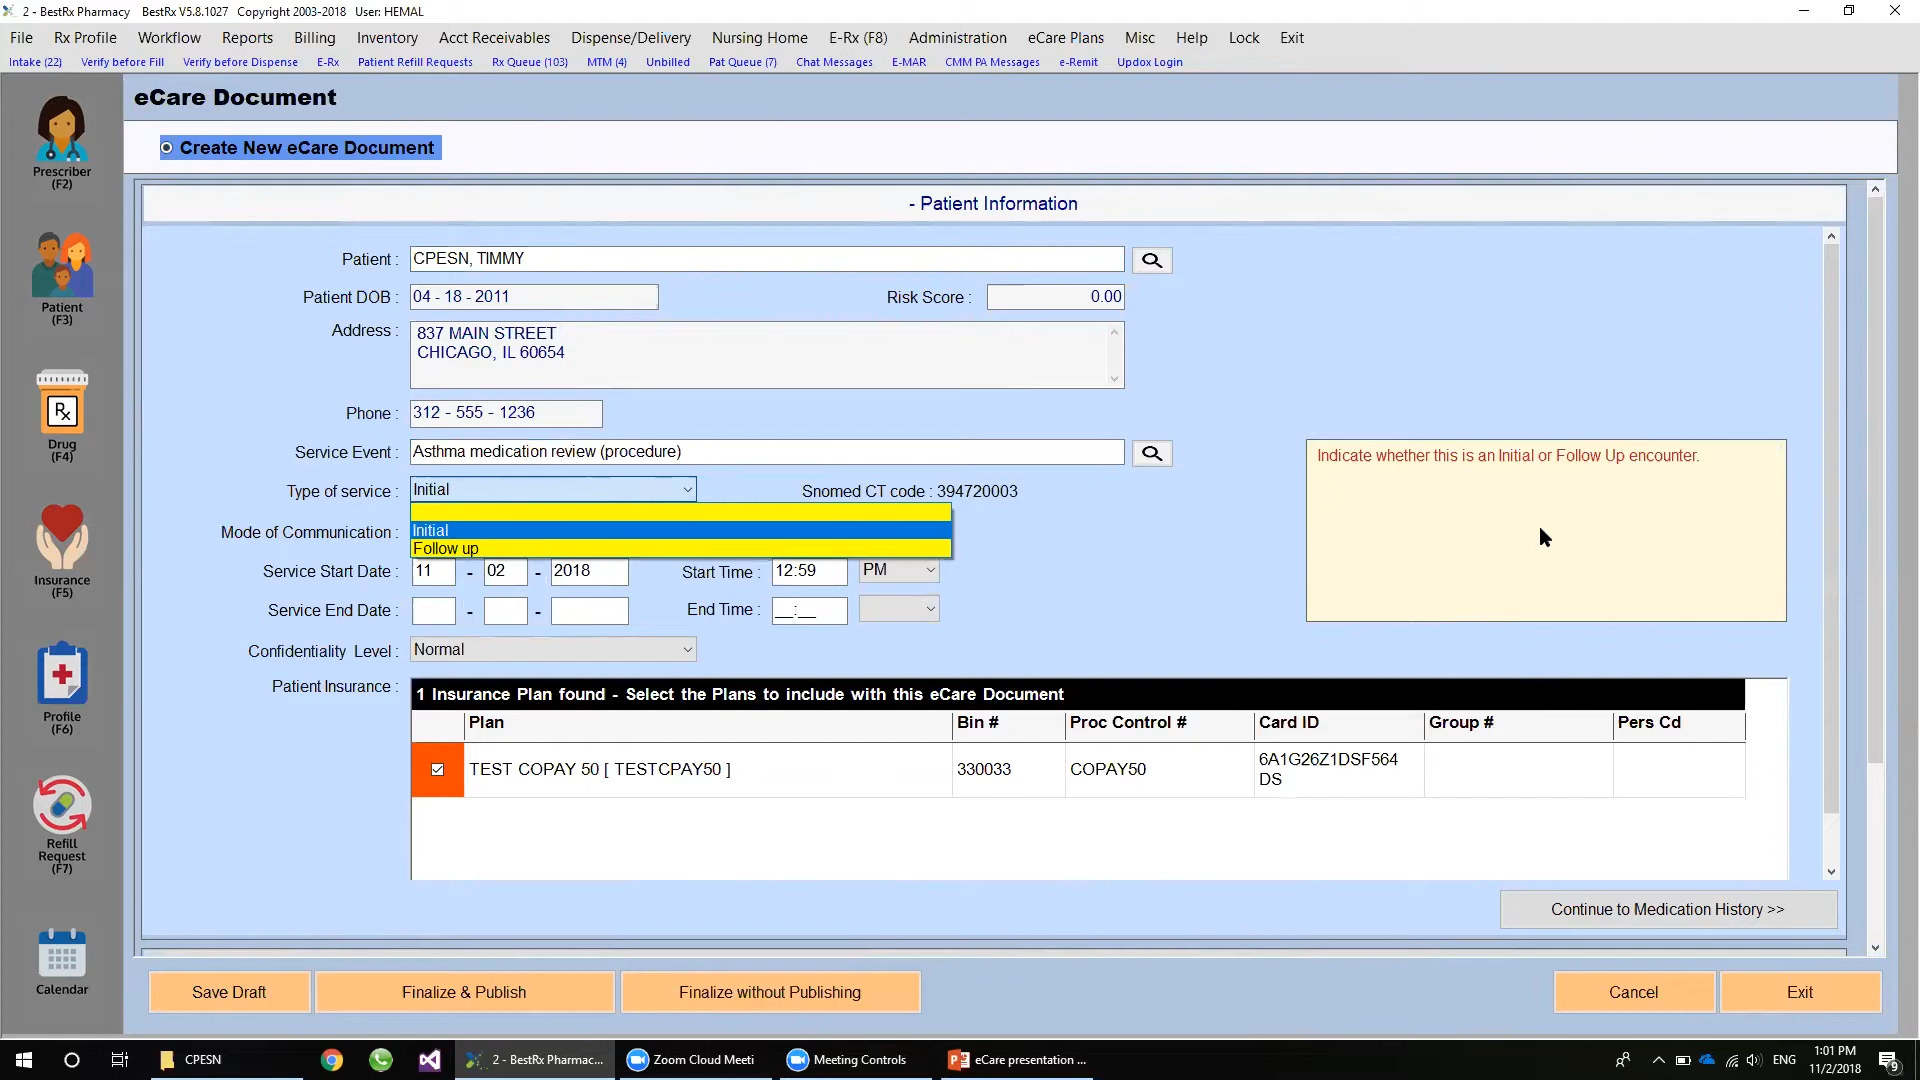 2 - BestRx Pharmacy BestRx V5.8.1027 Copyright 2003-2018 User: HEMAL
File Rx Profile Workflow Reports Billing Inventory Acct Receivables Dispense/Delivery Nursing Home E-Rx (F8) Administration eCare Plans Misc Help Lock Exit
Intake (22) Verify before Fill Verify before Dispense E-Rx Patient Refill Requests Rx Queue (103) MTM (4) Unbilled Pat Queue (7) Chat Messages E-MAR CMM PA Messages e-Remit Updox Login
eCare Document
Create New eCare Document
Prescriber
(F2)
Patient
(F3)
Rx
Drug
(F4)
Insurance
(F5)
Profile
(F6)
Refill
Request
(F7)
Calendar
- Patient Information
Patient : CPESN, TIMMY
Patient DOB : 04 - 18 - 2011 Risk Score : 0.00
Address : 837 MAIN STREET
CHICAGO, IL 60654
Phone : 312 - 555 - 1236
Service Event : Asthma medication review (procedure)
Indicate whether this is an Initial or Follow Up encounter.
Type of service : Initial Snomed CT code : 394720003
Initial
Mode of Communication :
Follow up
Service Start Date : 11 - 02 - 2018 Start Time : 12:59 PM
Service End Date : - - End Time : __:__
Confidentiality Level : Normal
Patient Insurance : 1 Insurance Plan found - Select the Plans to include with this eCare Document
Plan Bin # Proc Control # Card ID Group # Pers Cd
TEST COPAY 50 [ TESTCPAY50 ] 330033 COPAY50 6A1G26Z1DSF564
DS
Continue to Medication History >>
Save Draft Finalize & Publish Finalize without Publishing Cancel Exit
CPESN 2 - BestRx Pharmac... Zoom Cloud Meeti Meeting Controls eCare presentation ... ENG 1:01 PM
11/2/2018
9